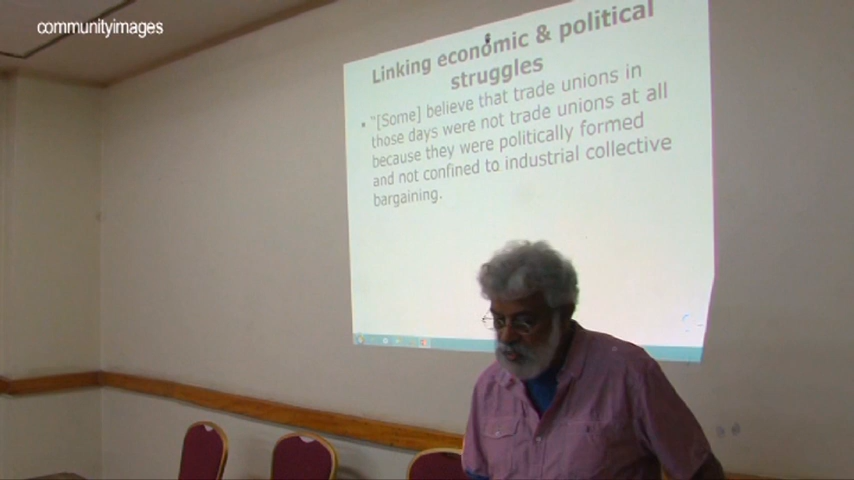 communityimages
Linking economic & political
struggles
• "[Some] believe that trade unions in
those days were not trade unions at all
because they were politically formed
and not confined to industrial collective
bargaining.